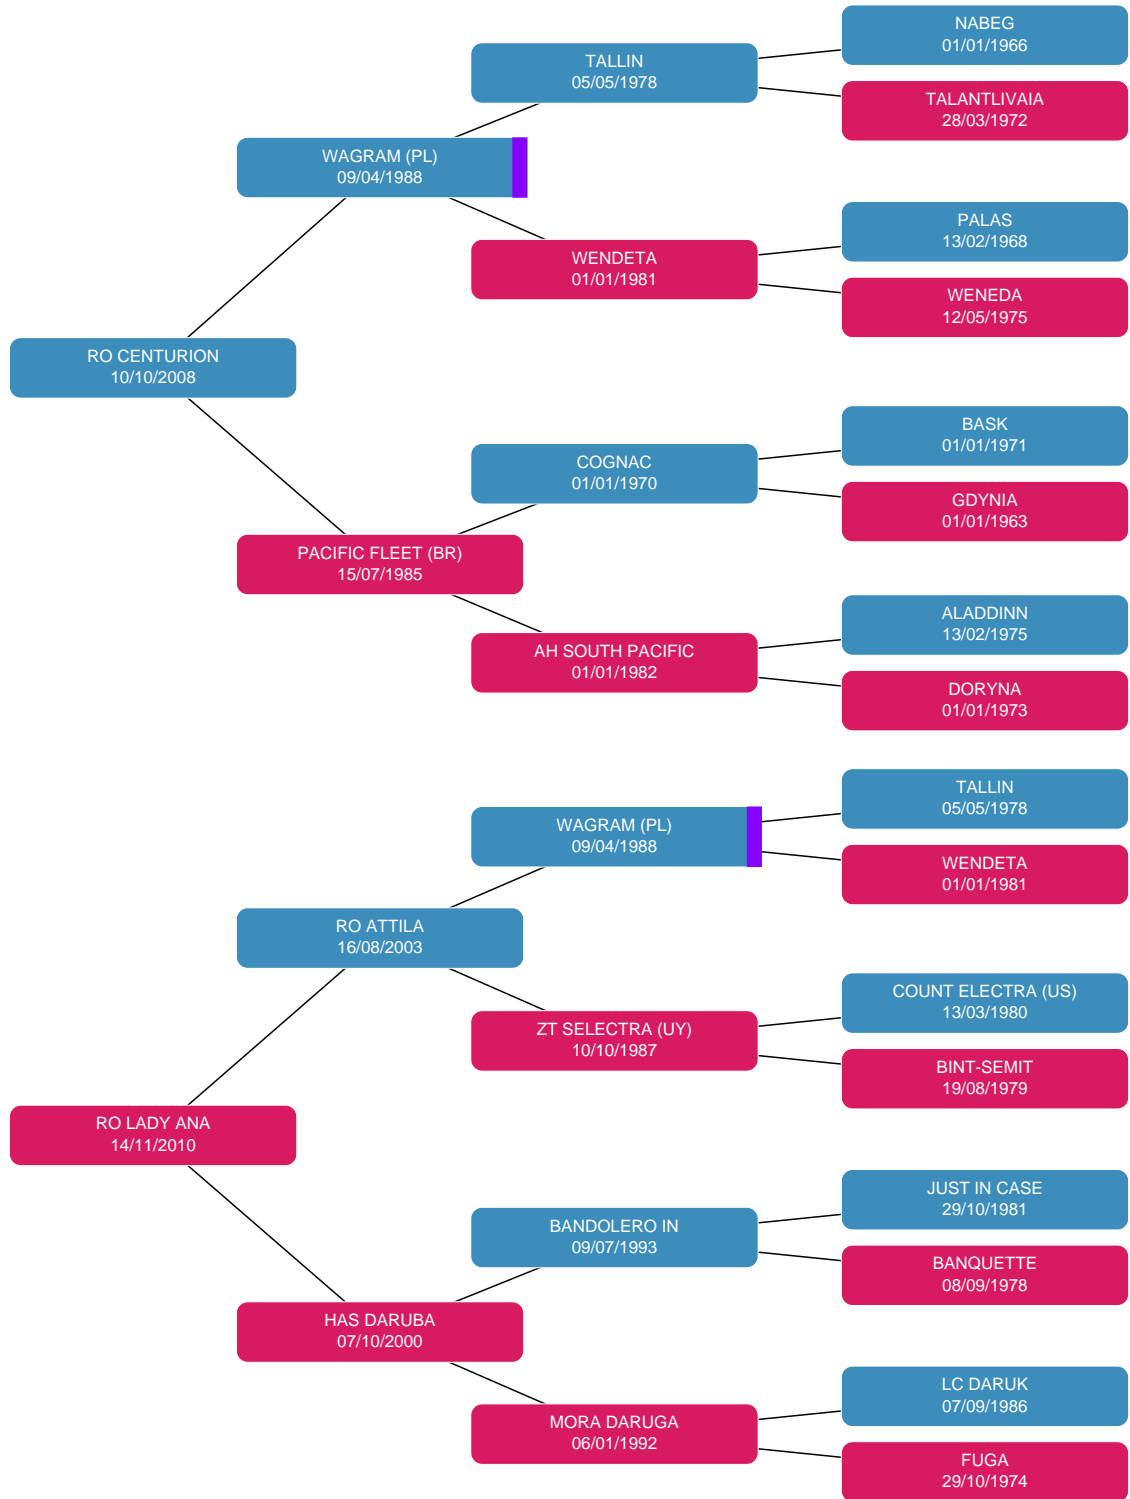 NABEG
01/01/1966
TALLIN
05/05/1978
TALANTLIVAIA
28/03/1972
WAGRAM (PL)
09/04/1988
PALAS
13/02/1968
WENDETA
01/01/1981
WENEDA
12/05/1975
RO CENTURION
10/10/2008
BASK
01/01/1971
COGNAC
01/01/1970
GDYNIA
01/01/1963
PACIFIC FLEET (BR)
15/07/1985
ALADDINN
13/02/1975
AH SOUTH PACIFIC
01/01/1982
DORYNA
01/01/1973
TALLIN
05/05/1978
WAGRAM (PL)
09/04/1988
WENDETA
01/01/1981
RO ATTILA
16/08/2003
COUNT ELECTRA (US)
13/03/1980
ZT SELECTRA (UY)
10/10/1987
BINT-SEMIT
19/08/1979
RO LADY ANA
14/11/2010
JUST IN CASE
29/10/1981
BANDOLERO IN
09/07/1993
BANQUETTE
08/09/1978
HAS DARUBA
07/10/2000
LC DARUK
07/09/1986
MORA DARUGA
06/01/1992
FUGA
29/10/1974